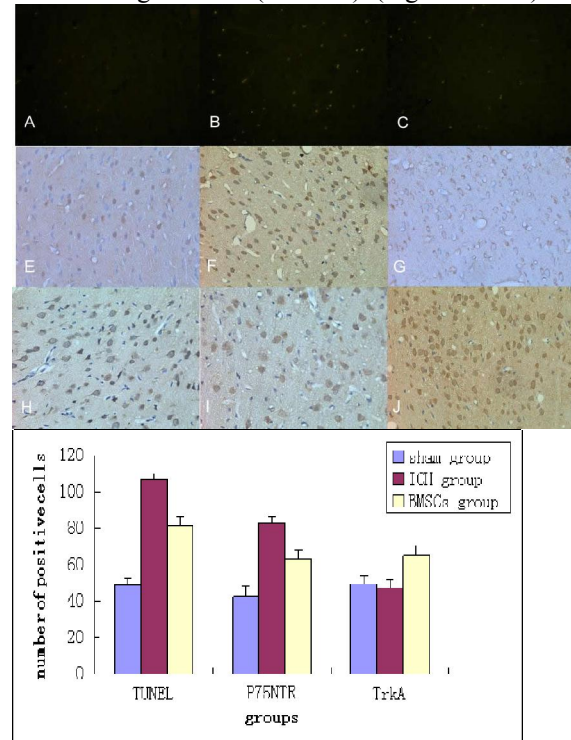 A B C
E F G
H I J
120
100
80
60
40
20
0
number of positive cells
sham group
ICH group
BMSCs group
TUNEL P75NTR TrkA
groups